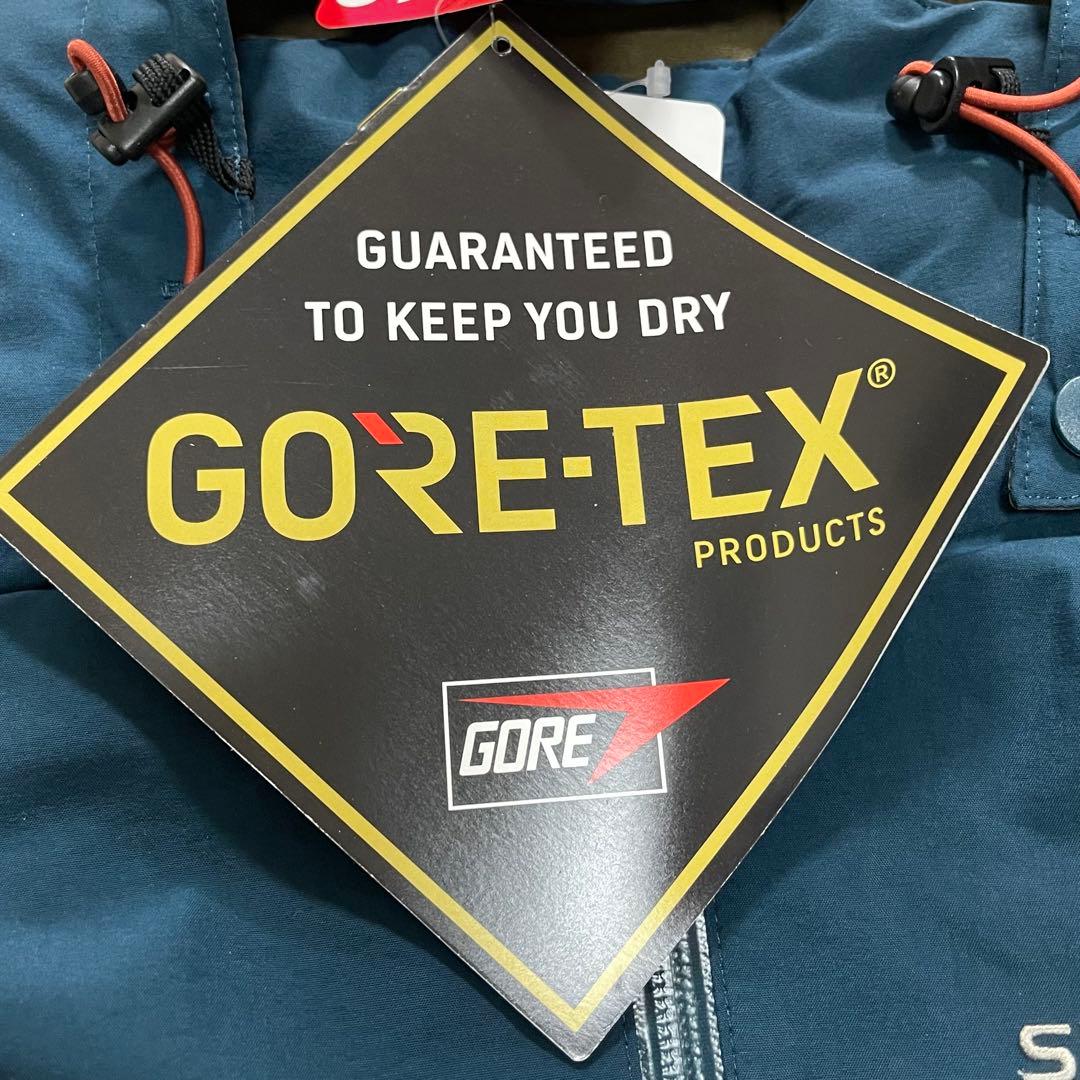 GUARANTEED
TO KEEP YOU DRY
GORE-TEX®
PRODUCTS
GORE
S